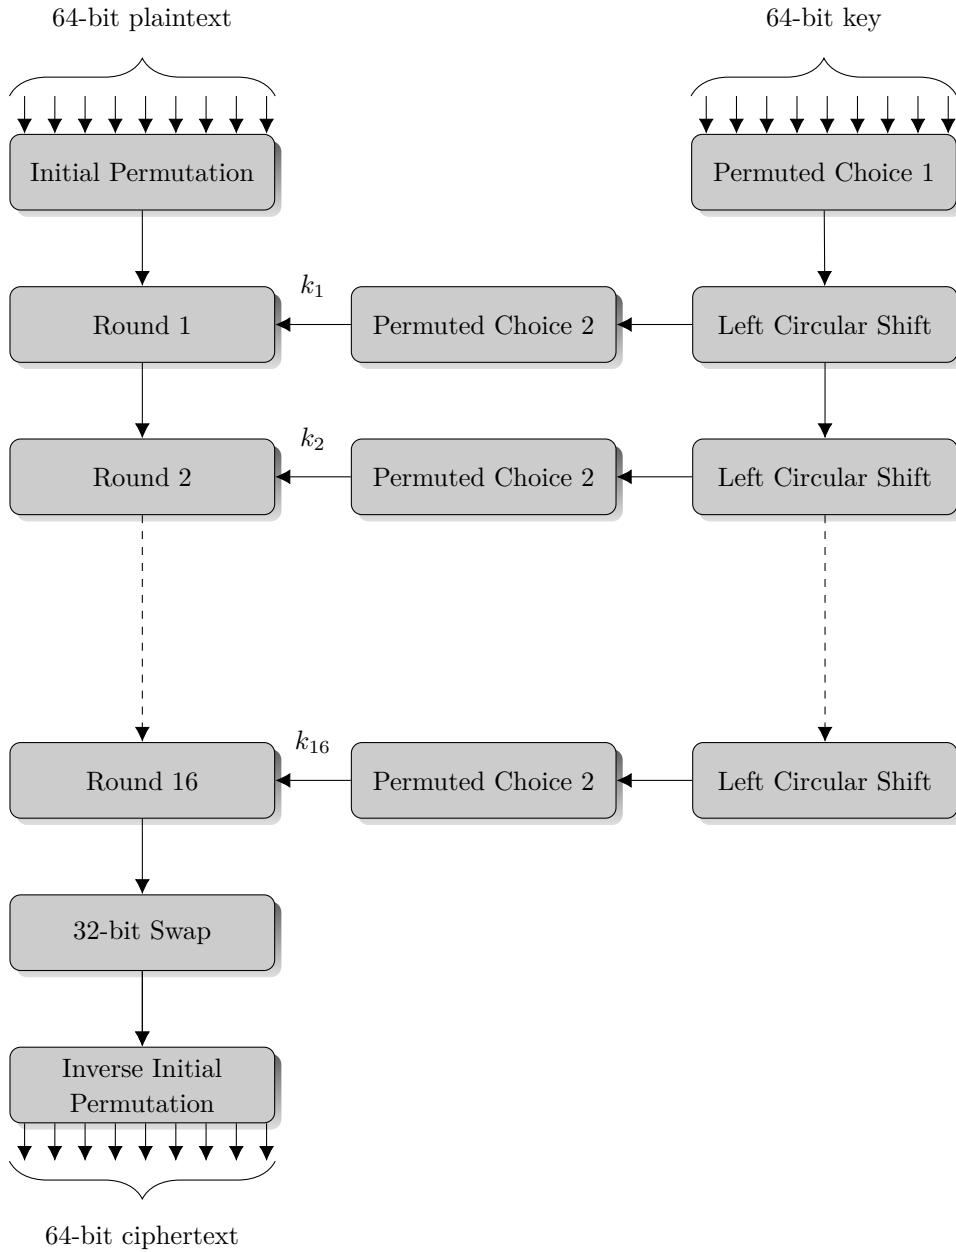 64-bit plaintext
64-bit key
Initial Permutation
Permuted Choice 1
k₁
Round 1
Permuted Choice 2
Left Circular Shift
k₂
Round 2
Permuted Choice 2
Left Circular Shift
k₁₆
Round 16
Permuted Choice 2
Left Circular Shift
32-bit Swap
Inverse Initial
Permutation
64-bit ciphertext